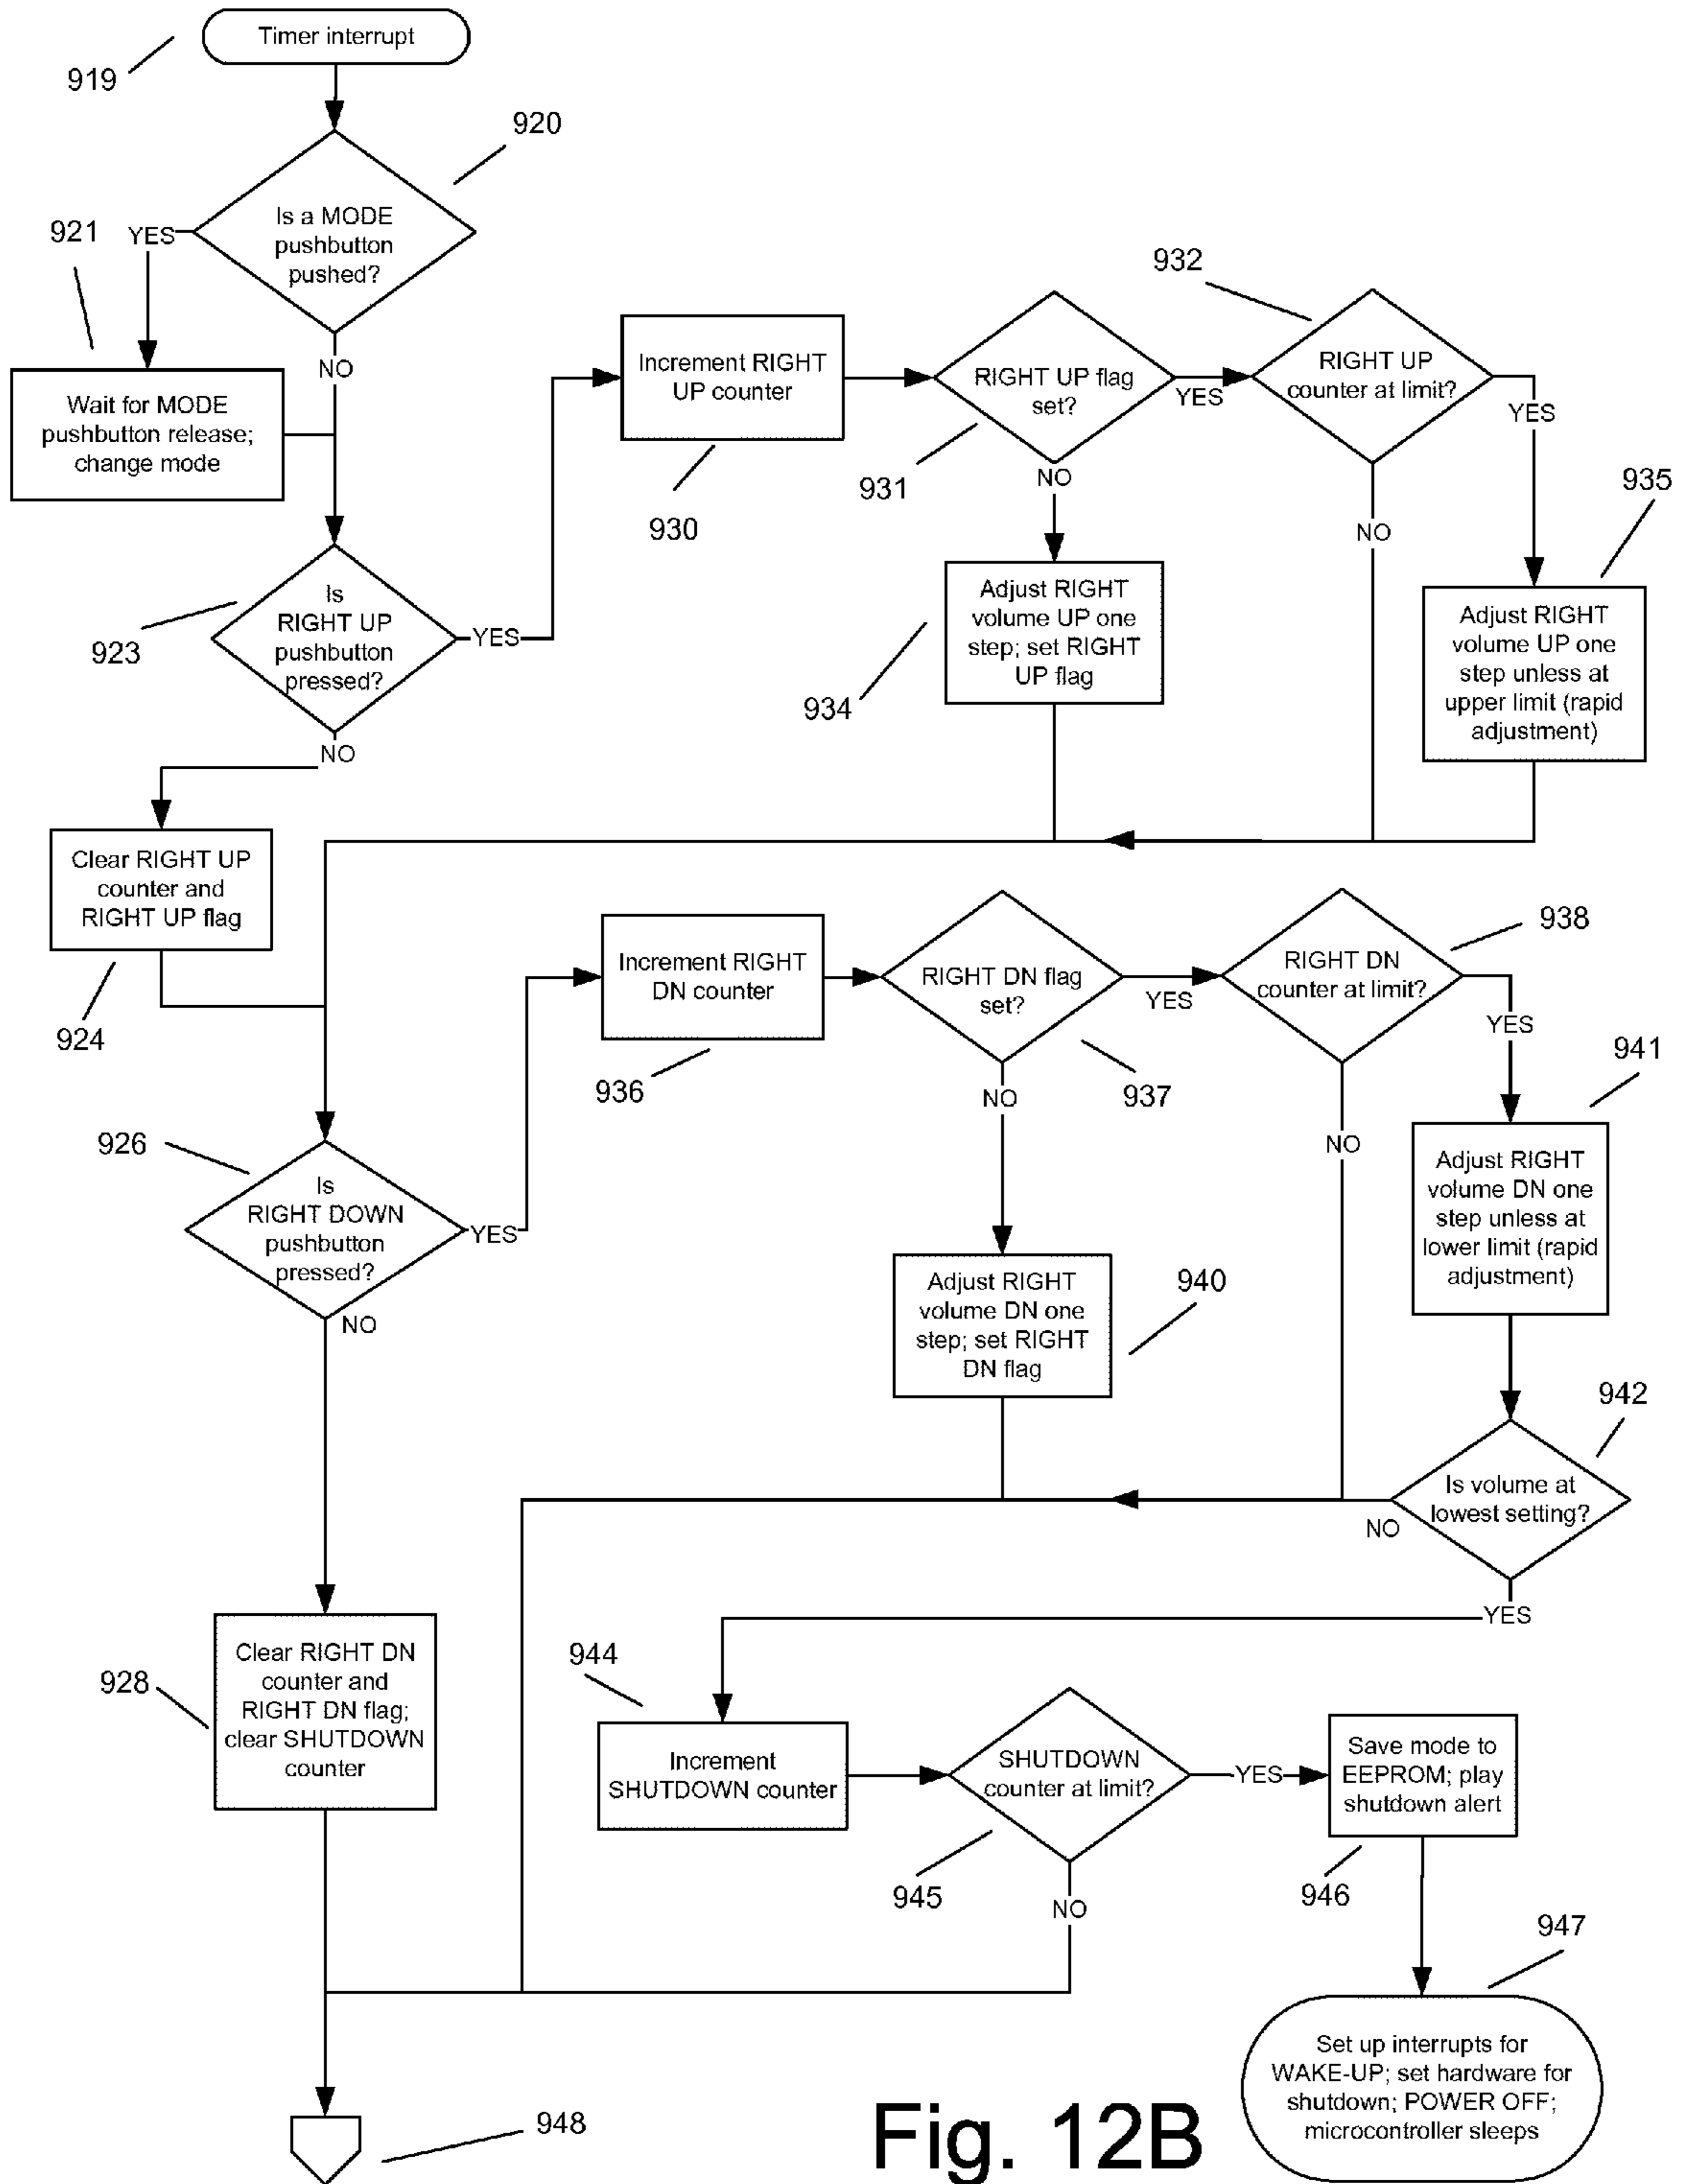 Timer interrupt
919
920
Is a MODE
pushbutton
pushed?
921
YES
NO
Wait for MODE
pushbutton release;
change mode
932
Increment RIGHT
UP counter
930
RIGHT UP flag
set?
YES
931
NO
RIGHT UP
counter at limit?
YES
NO
935
Is
RIGHT UP
pushbutton
pressed?
YES
923
NO
Adjust RIGHT
volume UP one
step; set RIGHT
UP flag
934
Adjust RIGHT
volume UP one
step unless at
upper limit (rapid
adjustment)
Clear RIGHT UP
counter and
RIGHT UP flag
924
Increment RIGHT
DN counter
936
RIGHT DN flag
set?
YES
937
NO
RIGHT DN
counter at limit?
938
YES
NO
941
926
Is
RIGHT DOWN
pushbutton
pressed?
YES
NO
Adjust RIGHT
volume DN one
step unless at
lower limit (rapid
adjustment)
Adjust RIGHT
volume DN one
step; set RIGHT
DN flag
940
942
Is volume at
lowest setting?
NO
YES
928
Clear RIGHT DN
counter and
RIGHT DN flag;
clear SHUTDOWN
counter
944
Increment
SHUTDOWN counter
SHUTDOWN
counter at limit?
YES
945
NO
Save mode to
EEPROM; play
shutdown alert
946
947
Set up interrupts for
WAKE-UP; set hardware for
shutdown; POWER OFF;
microcontroller sleeps
948
Fig. 12B